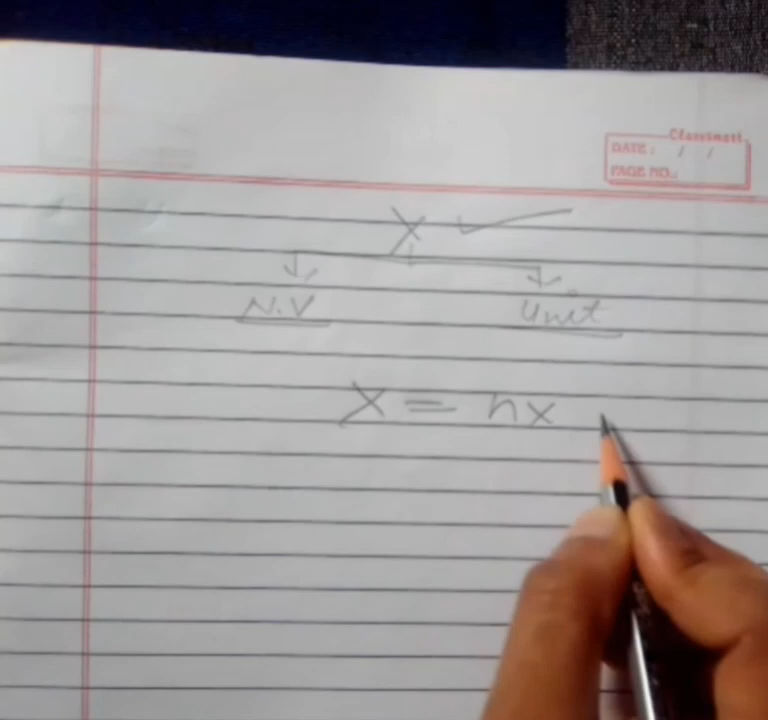 Classmate
DATE: / /
PAGE NO.:
X ✓
N.V Unit
X = nx